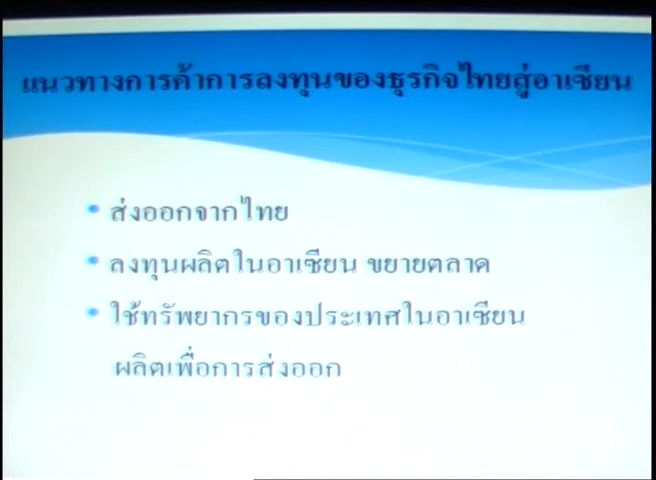 แนวทางการค้าการลงทุนของธุรกิจไทยสู่อาเซียน
• ส่งออกจากไทย
• ลงทุนผลิตในอาเซียน ขยายตลาด
• ใช้ทรัพยากรของประเทศในอาเซียน
ผลิตเพื่อการส่งออก